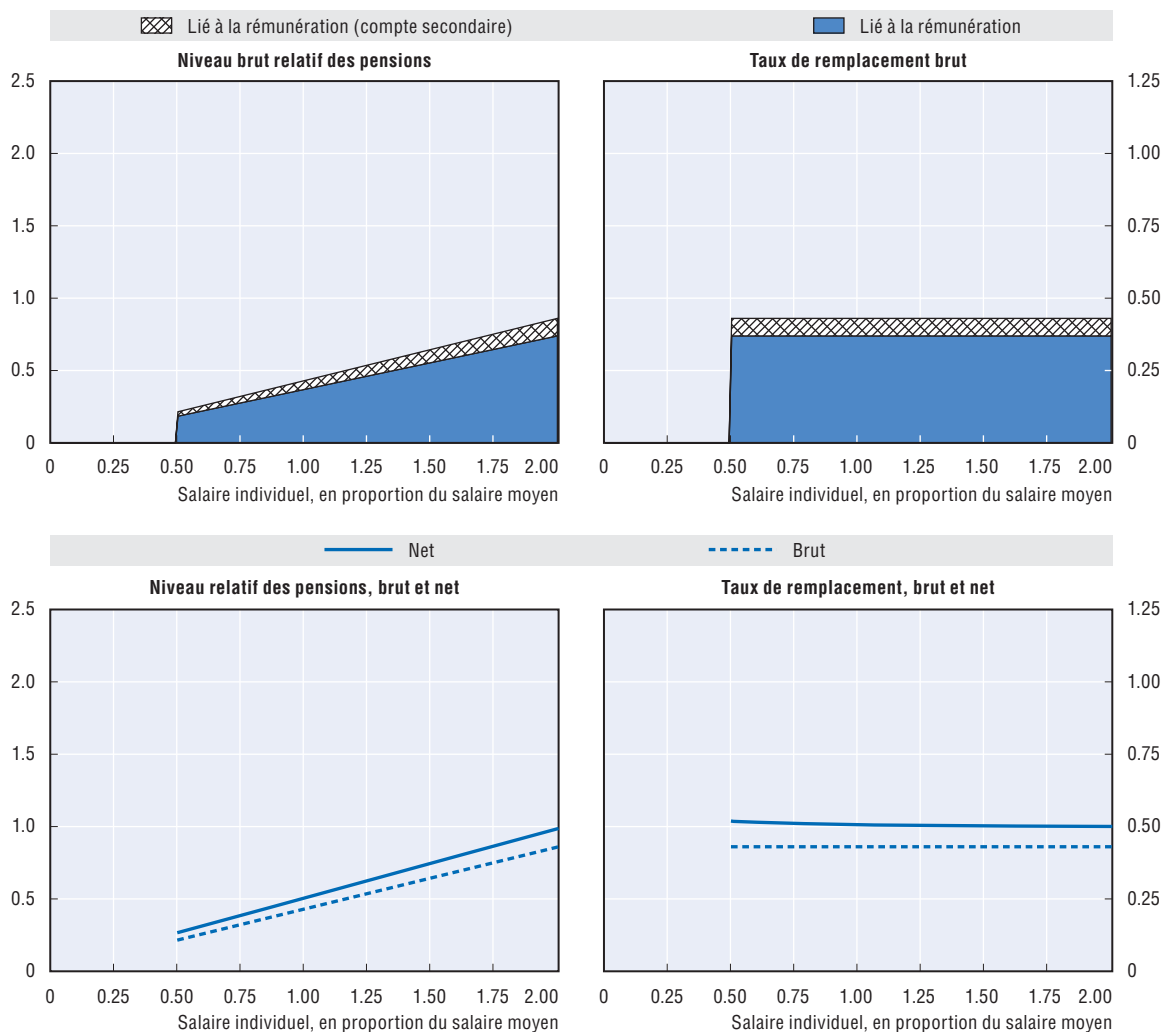 Lié à la rémunération (compte secondaire) Lié à la rémunération
Niveau brut relatif des pensions
2.5
2.0
1.5
1.0
0.5
0
0 0.25 0.50 0.75 1.00 1.25 1.50 1.75 2.00
Salaire individuel, en proportion du salaire moyen
Taux de remplacement brut
1.25
1.00
0.75
0.50
0.25
0
0 0.25 0.50 0.75 1.00 1.25 1.50 1.75 2.00
Salaire individuel, en proportion du salaire moyen
Net Brut
Niveau relatif des pensions, brut et net
2.5
2.0
1.5
1.0
0.5
0
0 0.25 0.50 0.75 1.00 1.25 1.50 1.75 2.00
Salaire individuel, en proportion du salaire moyen
Taux de remplacement, brut et net
1.25
1.00
0.75
0.50
0.25
0
0 0.25 0.50 0.75 1.00 1.25 1.50 1.75 2.00
Salaire individuel, en proportion du salaire moyen